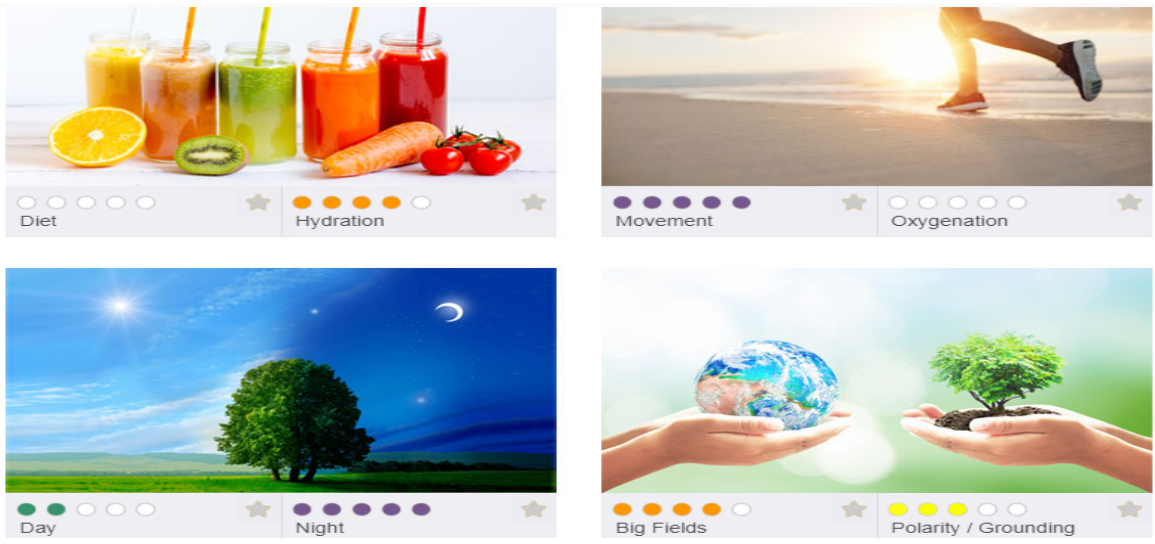 Diet
Hydration
Movement
Oxygenation
Day
Night
Big Fields
Polarity / Grounding